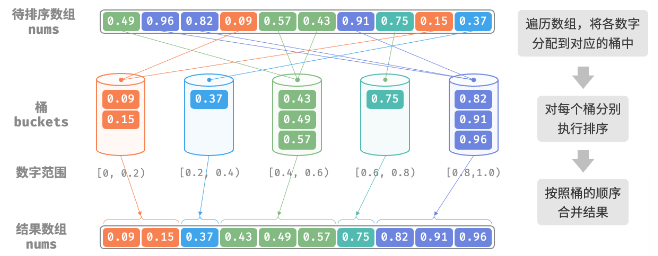 待排序数组
nums
0.49 0.96 0.82 0.09 0.57 0.43 0.91 0.75 0.15 0.37
遍历数组，将各数字
分配到对应的桶中
桶
buckets
0.09
0.15
0.37
0.43
0.49
0.57
0.75
0.82
0.91
0.96
对每个桶分别
执行排序
数字范围
[0, 0.2) [0.2, 0.4) [0.4, 0.6) [0.6, 0.8) [0.8,1.0)
按照桶的顺序
合并结果
结果数组
nums
0.09 0.15 0.37 0.43 0.49 0.57 0.75 0.82 0.91 0.96